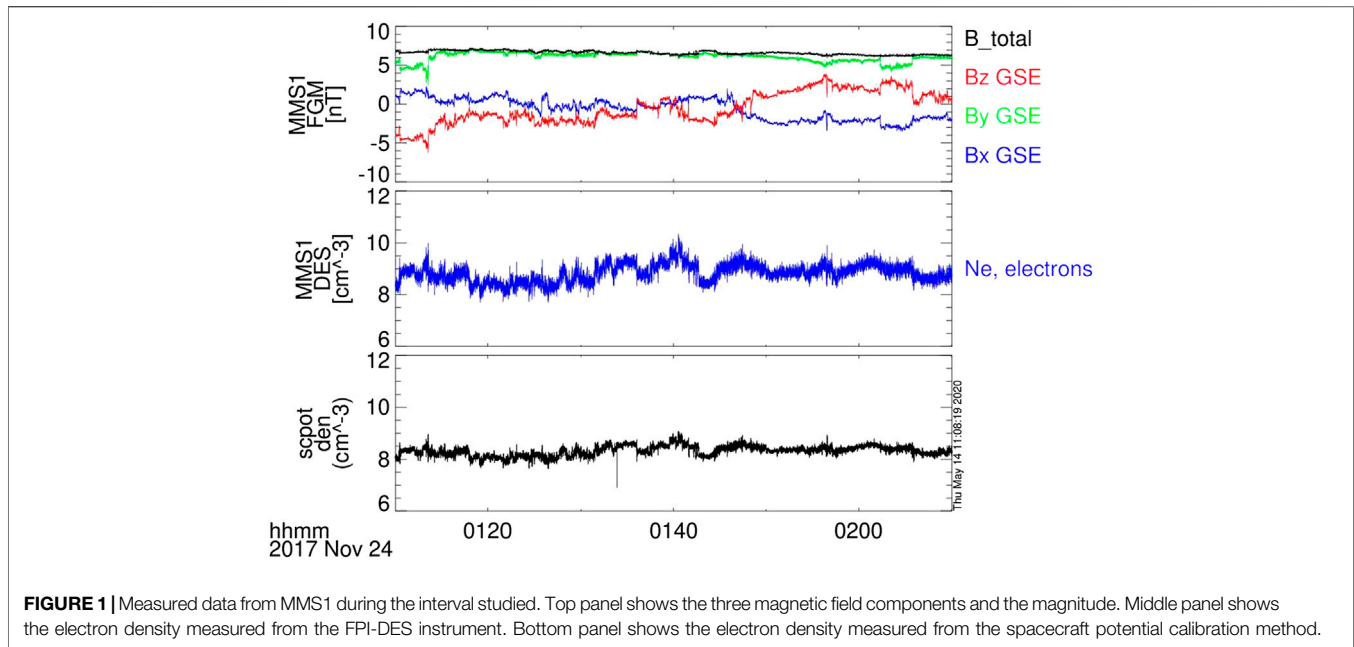 10
5
0
-5
-10
MMS1
FGM
[nT]
B_total
Bz GSE
By GSE
Bx GSE
12
10
8
6
MMS1
DES
[cm^-3]
Ne, electrons
12
10
8
6
scpot
den
(cm^-3)
Thu May 14 11:08:19 2020
hhmm 0120 0140 0200
2017 Nov 24
FIGURE 1 | Measured data from MMS1 during the interval studied. Top panel shows the three magnetic field components and the magnitude. Middle panel shows
the electron density measured from the FPI-DES instrument. Bottom panel shows the electron density measured from the spacecraft potential calibration method.